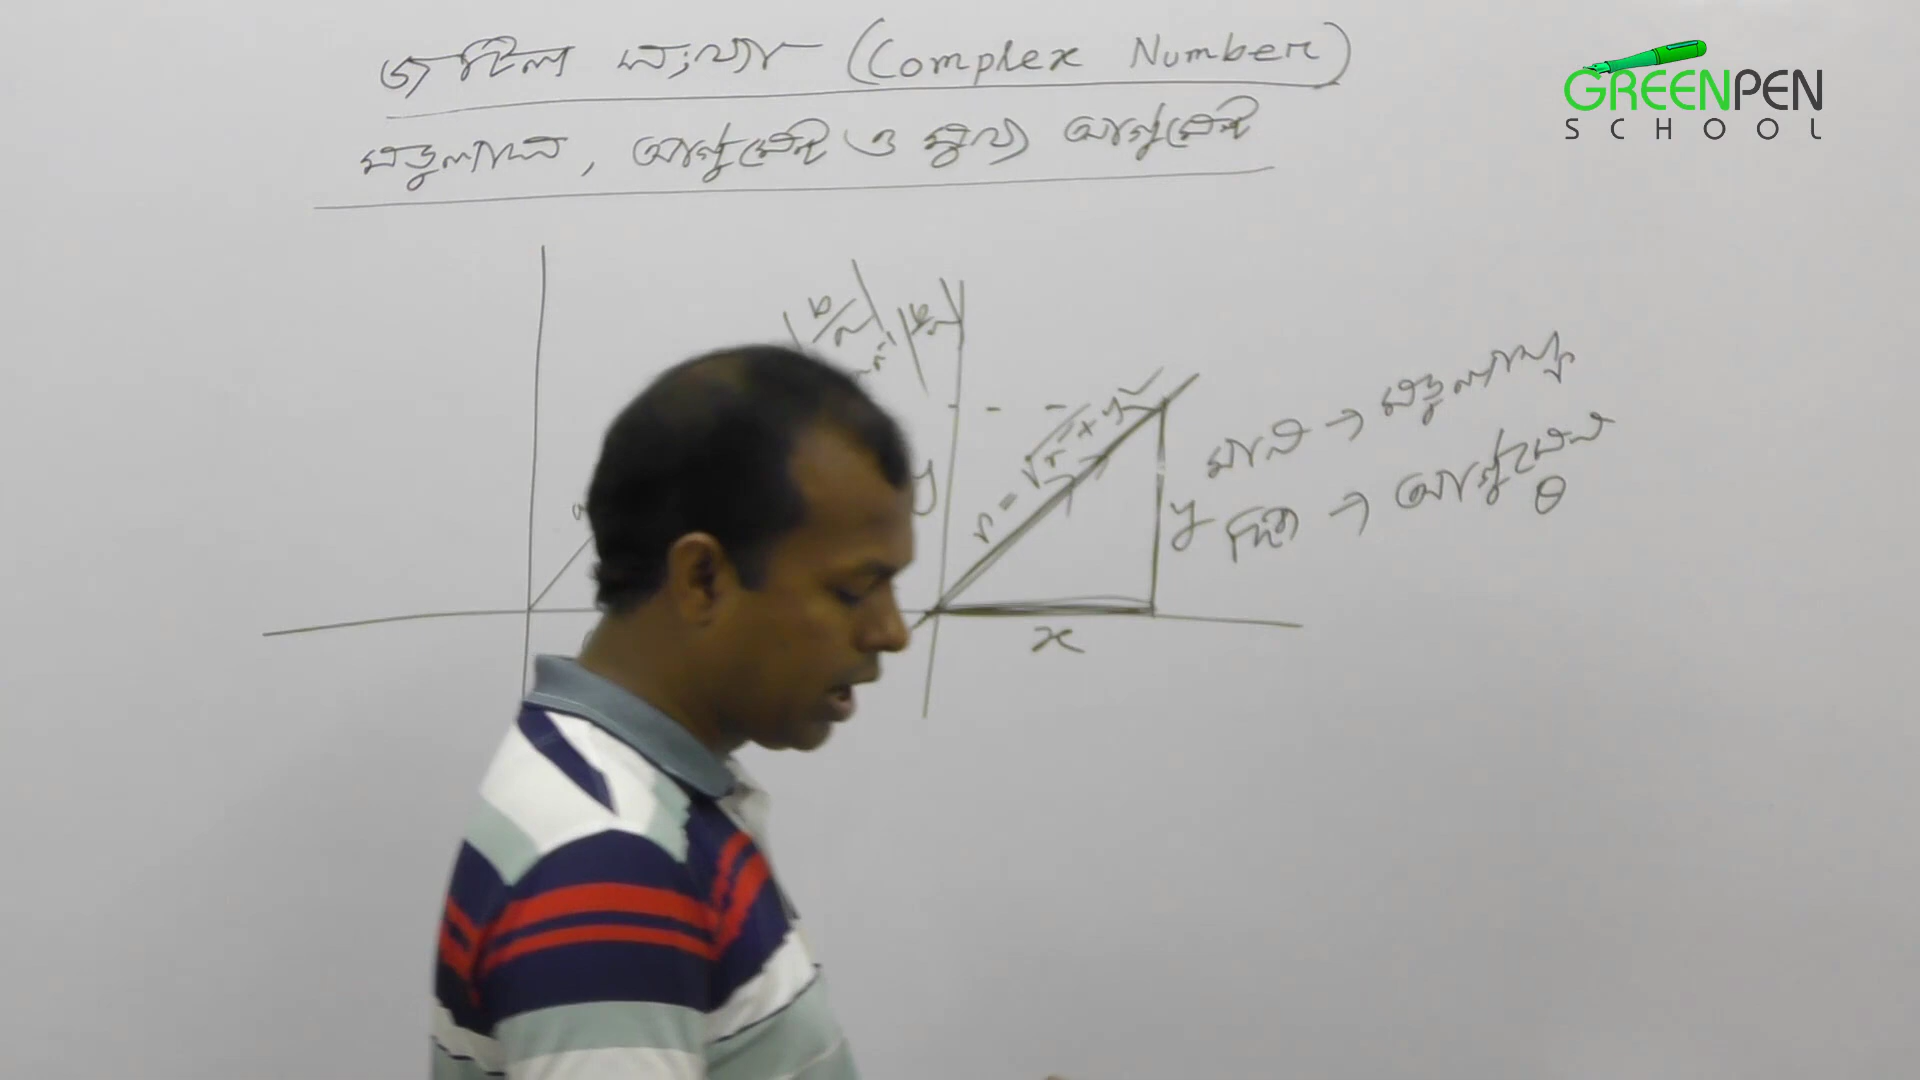 জটিল সংখ্যা (Complex Number)
মডুলাস, আর্গুমেন্ট ও মুখ্য আর্গুমেন্ট
GREENPEN
SCHOOL
y
r = √x² + y²
মান → মডুলাস
y
দিক → আর্গুমেন্ট
θ
x